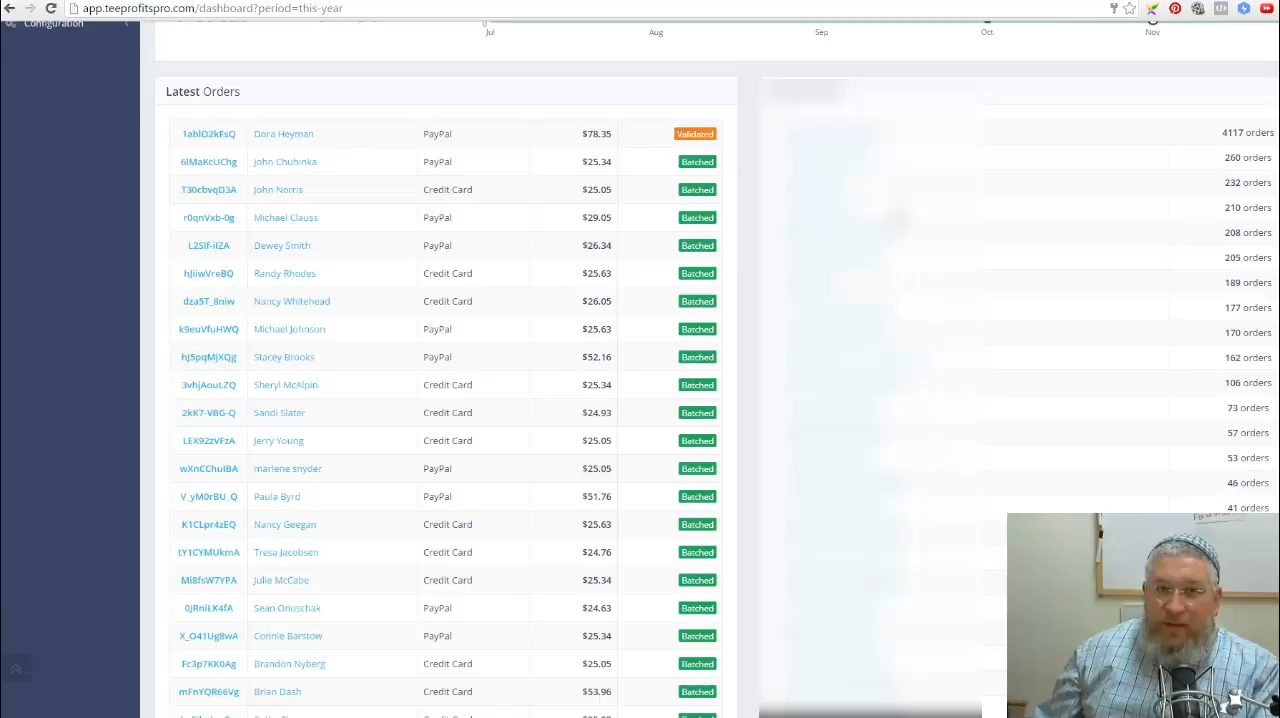 app.teeprofitspro.com/dashboard?period=this-year
Configuration
0
Jul Aug Sep Oct Nov
Latest Orders
1ablO2kFsQ Dora Heyman PayPal $78.35 Validated
6lMaKcUChg John Chuhinka PayPal $25.34 Batched
T30cbvqD3A John Norris Credit Card $25.05 Batched
r0qnVxb-0g Michael Clauss PayPal $29.05 Batched
L2Slf-iIZA Dewey Smith PayPal $26.34 Batched
hJiiwVreBQ Randy Rhodes Credit Card $25.63 Batched
dza5T_8niw Nancy Whitehead Credit Card $26.05 Batched
k9euVfuHWQ Michael Johnson PayPal $25.63 Batched
hJ5pqMjXQg Stacey Brooks PayPal $52.16 Batched
3vhjAouLZQ Sheryl McAlpin Credit Card $25.34 Batched
2kK7-VBG-Q Sandi Slater Credit Card $24.93 Batched
LEX92zVFzA Jerry Young Credit Card $25.05 Batched
wXnCChuIBA marlene snyder PayPal $25.05 Batched
V_yM0rBU_Q Paula Byrd PayPal $51.76 Batched
K1CLpr4zEQ Nancy Geegan Credit Card $25.63 Batched
tY1CYMUkmA Tresa Jacobsen Credit Card $24.76 Batched
Mi8fsW7YPA Julie McCabe Credit Card $25.34 Batched
0JRniLK4fA Sean Onuschak PayPal $24.63 Batched
X_O41Ug8wA Connie Barstow PayPal $25.34 Batched
Fc3p7KK0Ag Brandon Nyberg Credit Card $25.05 Batched
mFnYQR66Vg Brian Dash Credit Card $53.96 Batched
4117 orders
260 orders
232 orders
210 orders
208 orders
205 orders
189 orders
177 orders
170 orders
162 orders
106 orders
73 orders
57 orders
53 orders
46 orders
41 orders